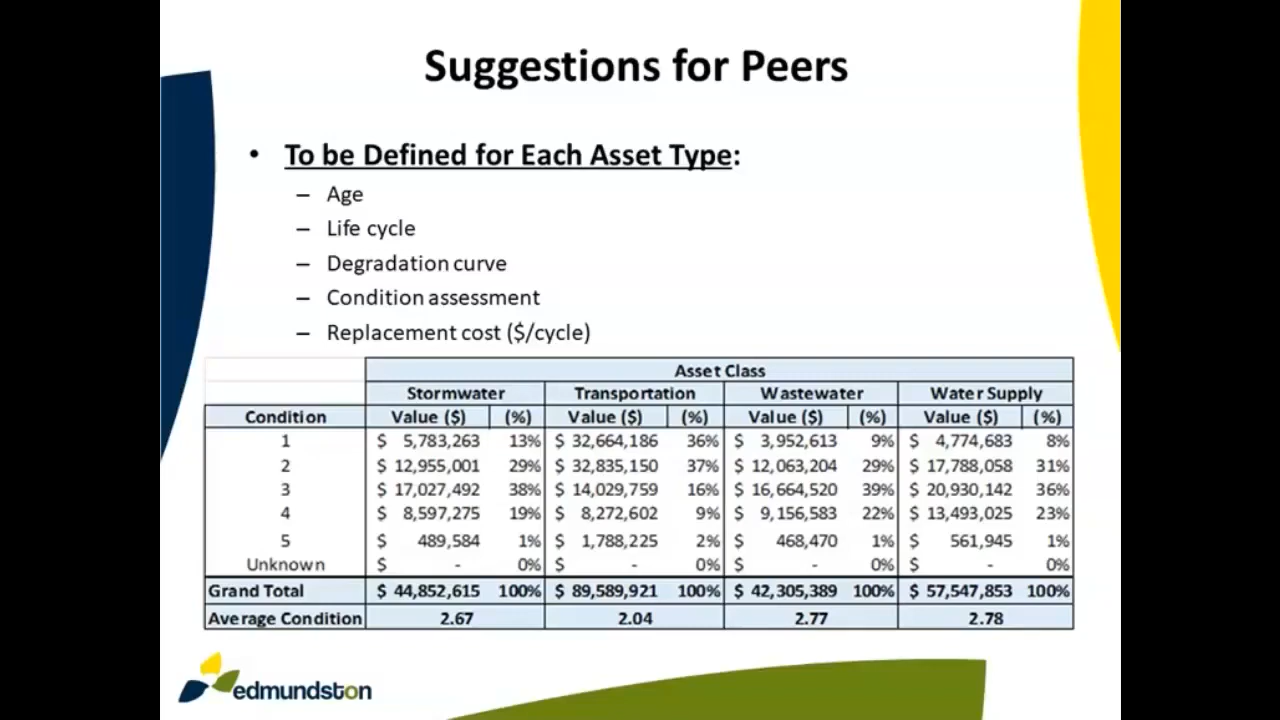 Suggestions for Peers
• To be Defined for Each Asset Type:
– Age
– Life cycle
– Degradation curve
– Condition assessment
– Replacement cost ($/cycle)
Asset Class
Stormwater Transportation Wastewater Water Supply
Condition Value ($) (%) Value ($) (%) Value ($) (%) Value ($) (%)
1 $ 5,783,263 13% $ 32,664,186 36% $ 3,952,613 9% $ 4,774,683 8%
2 $ 12,955,001 29% $ 32,835,150 37% $ 12,063,204 29% $ 17,788,058 31%
3 $ 17,027,492 38% $ 14,029,759 16% $ 16,664,520 39% $ 20,930,142 36%
4 $ 8,597,275 19% $ 8,272,602 9% $ 9,156,583 22% $ 13,493,025 23%
5 $ 489,584 1% $ 1,788,225 2% $ 468,470 1% $ 561,945 1%
Unknown $ - 0% $ - 0% $ - 0% $ - 0%
Grand Total $ 44,852,615 100% $ 89,589,921 100% $ 42,305,389 100% $ 57,547,853 100%
Average Condition 2.67 2.04 2.77 2.78
edmundston